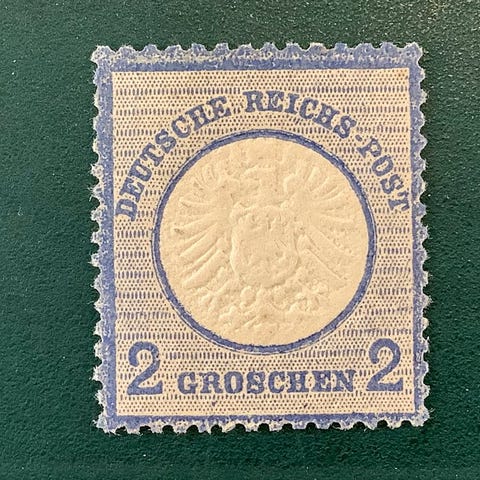 DEUTSCHE REICHS-POST
2 GROSCHEN 2